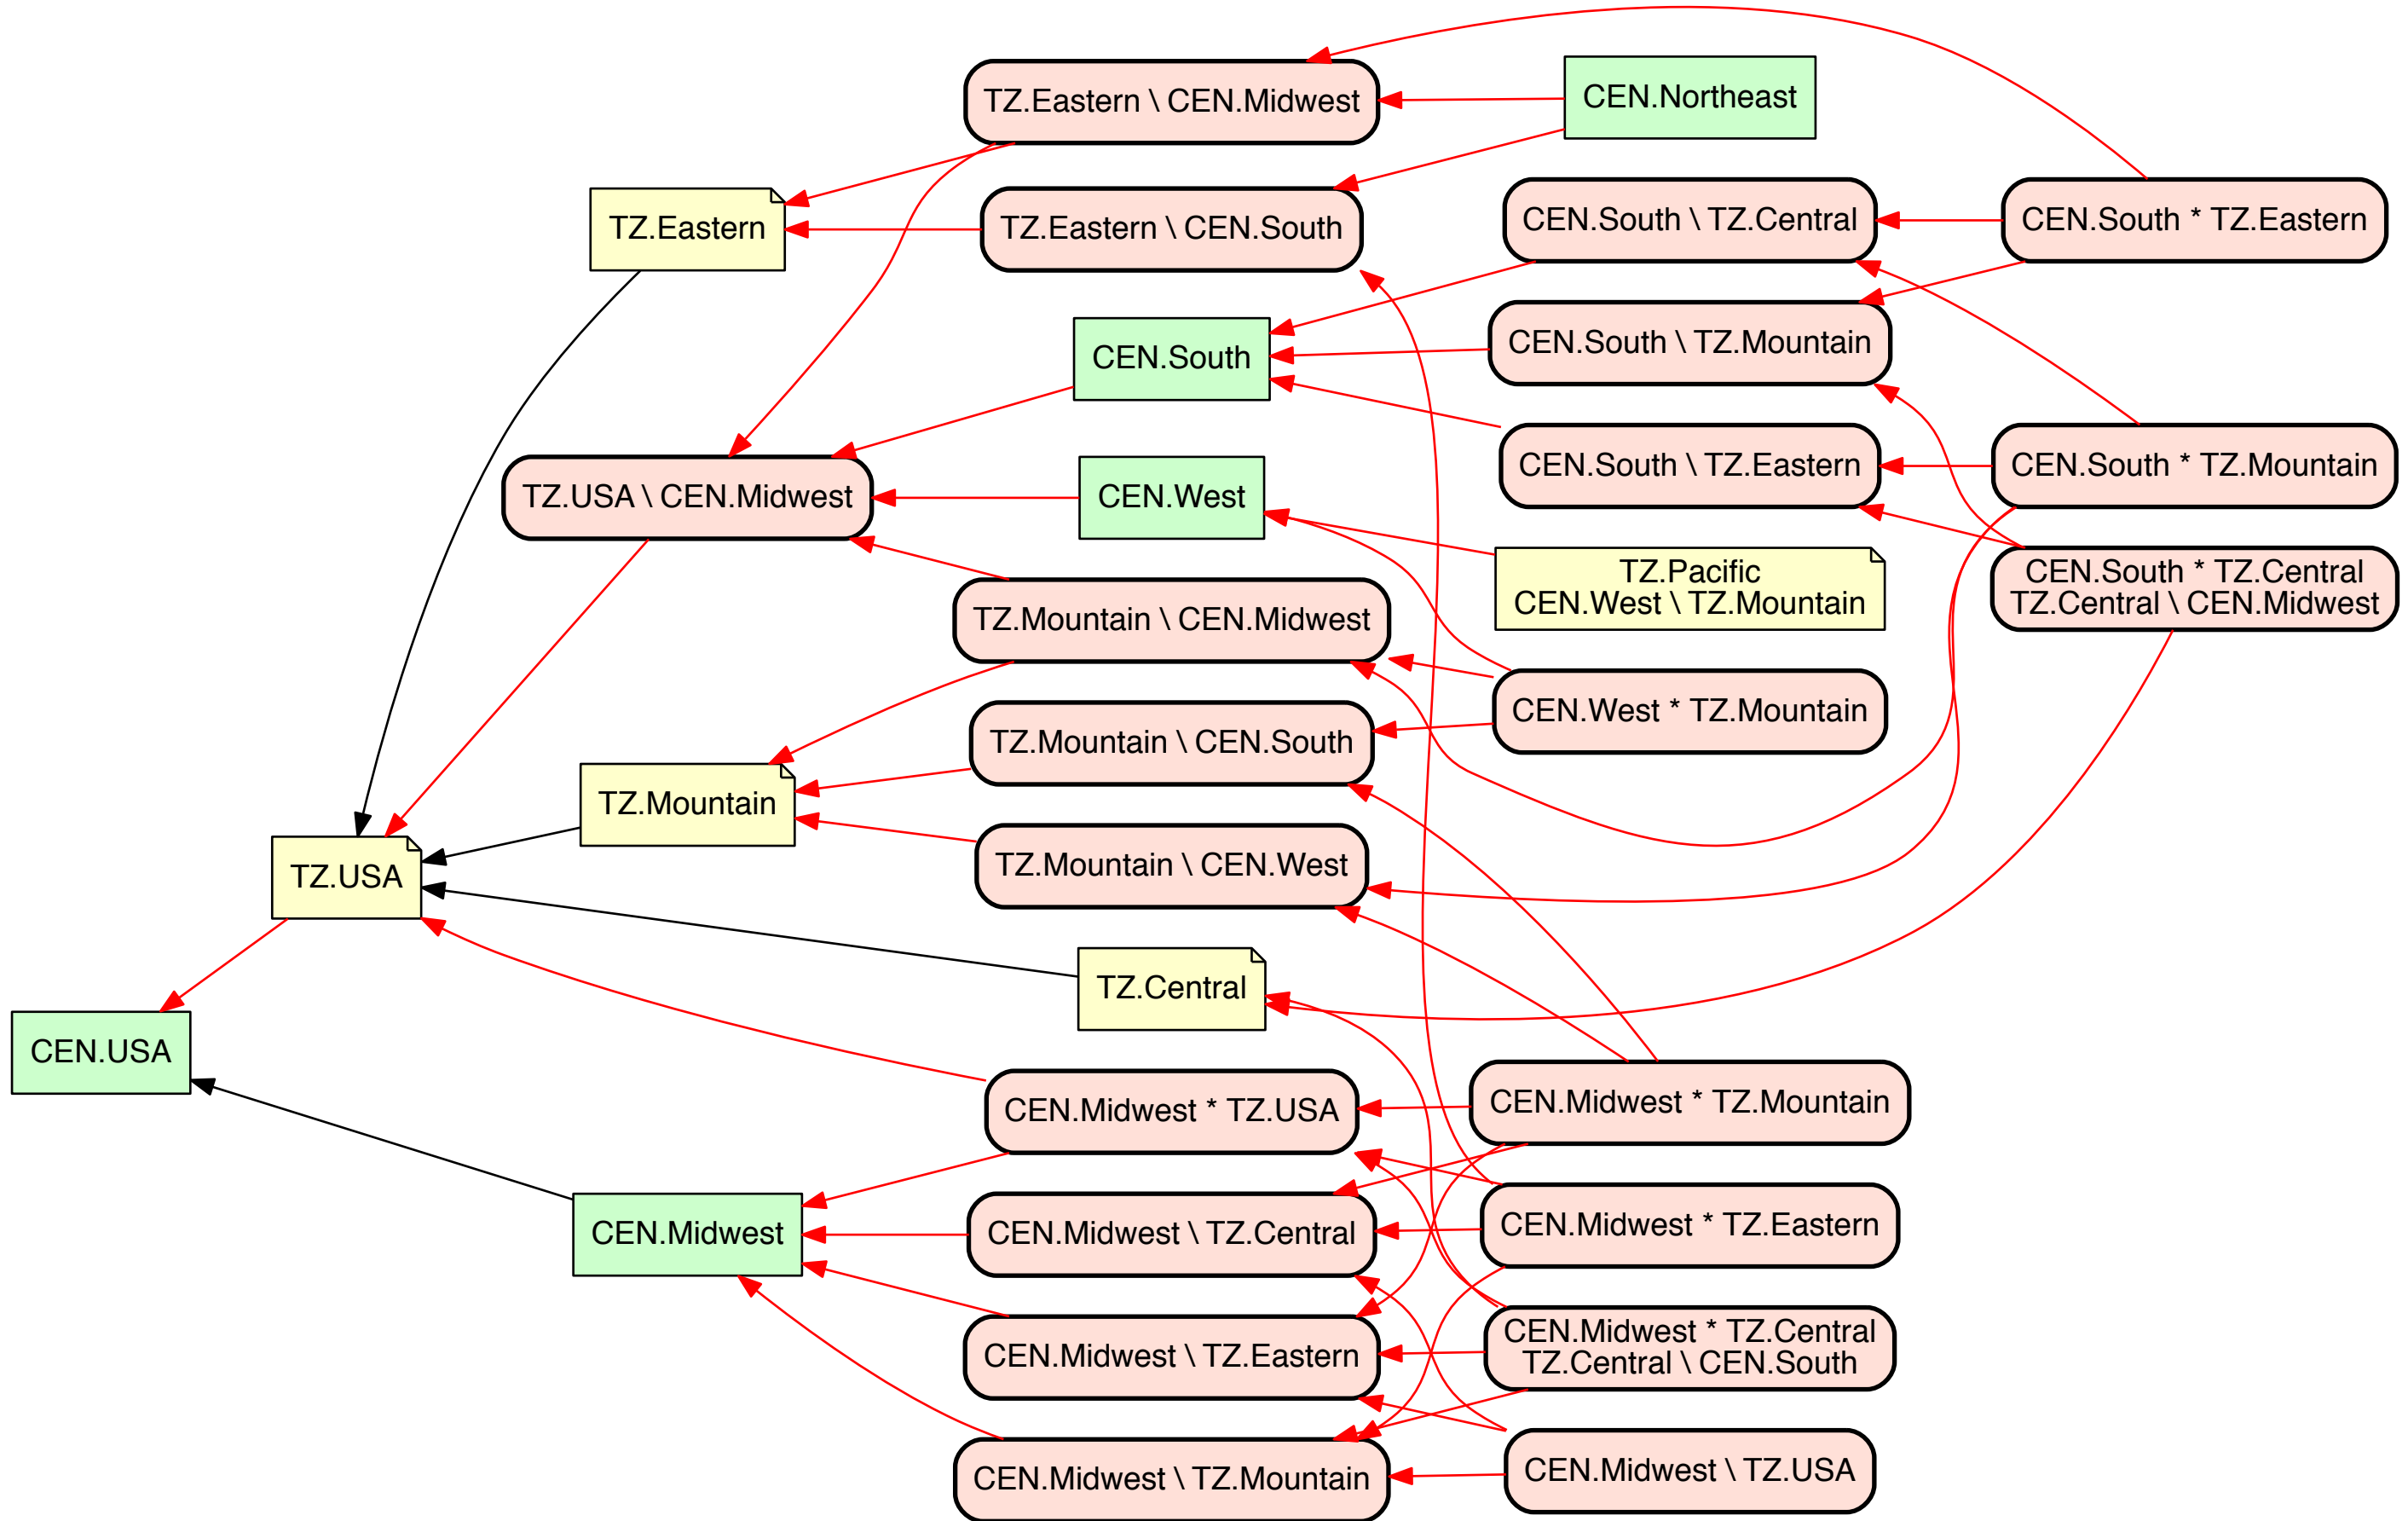 TZ.Eastern \ CEN.Midwest
CEN.Northeast
TZ.Eastern
TZ.Eastern \ CEN.South
CEN.South \ TZ.Central
CEN.South * TZ.Eastern
CEN.South
CEN.South \ TZ.Mountain
TZ.USA \ CEN.Midwest
CEN.West
CEN.South \ TZ.Eastern
CEN.South * TZ.Mountain
TZ.Pacific
CEN.West \ TZ.Mountain
CEN.South * TZ.Central
TZ.Central \ CEN.Midwest
TZ.Mountain \ CEN.Midwest
CEN.West * TZ.Mountain
TZ.Mountain \ CEN.South
TZ.Mountain
TZ.USA
TZ.Mountain \ CEN.West
TZ.Central
CEN.USA
CEN.Midwest * TZ.USA
CEN.Midwest * TZ.Mountain
CEN.Midwest
CEN.Midwest \ TZ.Central
CEN.Midwest * TZ.Eastern
CEN.Midwest \ TZ.Eastern
CEN.Midwest * TZ.Central
TZ.Central \ CEN.South
CEN.Midwest \ TZ.Mountain
CEN.Midwest \ TZ.USA